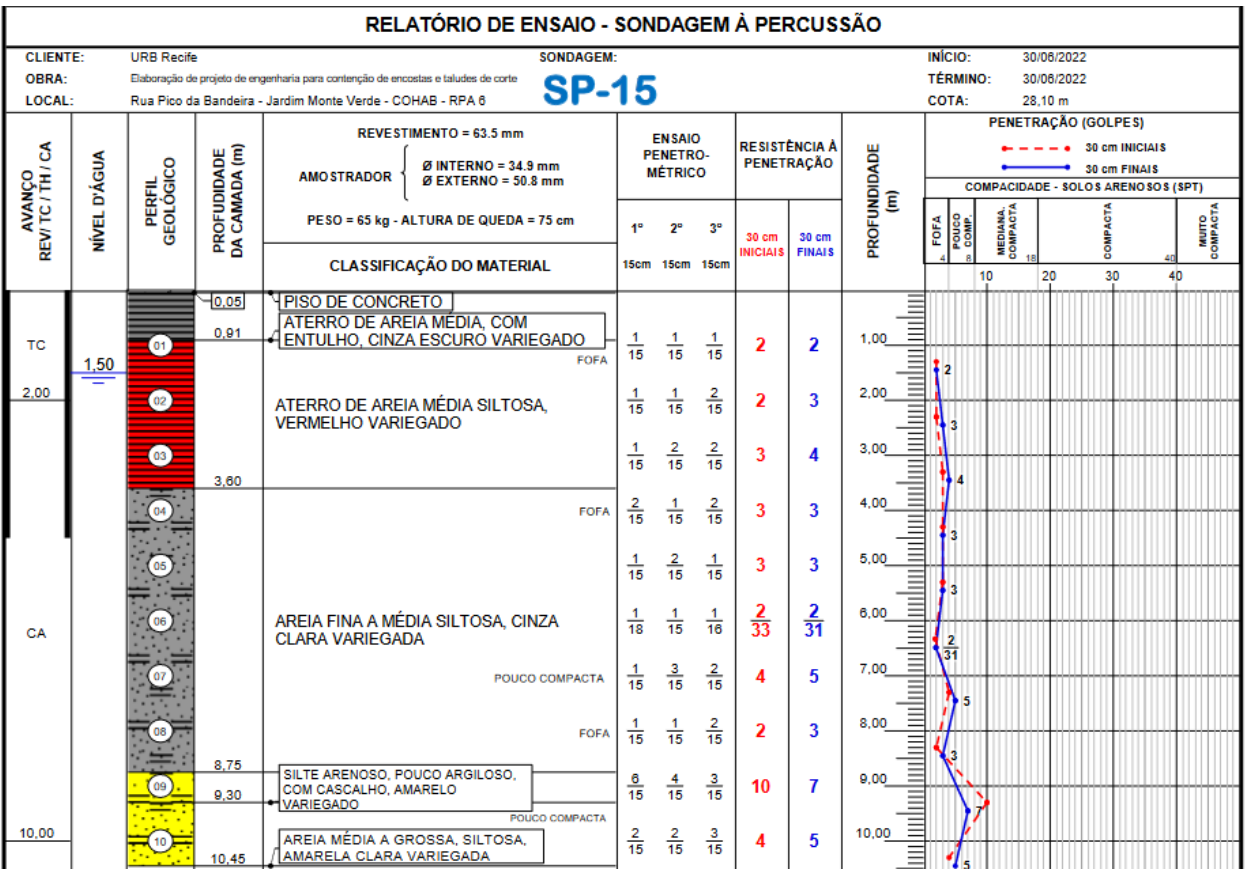 RELATÓRIO DE ENSAIO - SONDAGEM À PERCUSSÃO
CLIENTE: URB Recife
OBRA: Elaboração de projeto de engenharia para contenção de encostas e taludes de corte
LOCAL: Rua Pico da Bandeira - Jardim Monte Verde - COHAB - RPA 6
SONDAGEM:
SP-15
INÍCIO: 30/06/2022
TÉRMINO: 30/06/2022
COTA: 28,10 m
AVANÇO
REV/ TC / TH / CA
NÍVEL D'ÁGUA
PERFIL
GEOLÓGICO
PROFUDIDADE
DA CAMADA (m)
REVESTIMENTO = 63.5 mm
AMOSTRADOR
Ø INTERNO = 34.9 mm
Ø EXTERNO = 50.8 mm
PESO = 65 kg - ALTURA DE QUEDA = 75 cm
CLASSIFICAÇÃO DO MATERIAL
ENSAIO
PENETRO-
MÉTRICO
1º 2º 3º
15cm 15cm 15cm
RESISTÊNCIA À
PENETRAÇÃO
30 cm
INICIAIS
30 cm
FINAIS
PROFUNDIDADE
(m)
PENETRAÇÃO (GOLPES)
30 cm INICIAIS
30 cm FINAIS
COMPACIDADE - SOLOS ARENOSOS (SPT)
FOFA
4
POUCO
COMP.
8
MEDIANA.
COMPACTA
18
COMPACTA
40
MUITO
COMPACTA
10 20 30 40
0,05 PISO DE CONCRETO
0,91 ATERRO DE AREIA MÉDIA, COM
ENTULHO, CINZA ESCURO VARIEGADO
TC 01 1/15 1/15 1/15 2 2 1,00
FOFA
1,50
2
2,00 02 1/15 1/15 2/15 2 3 2,00
ATERRO DE AREIA MÉDIA SILTOSA,
VERMELHO VARIEGADO
3
03 1/15 2/15 2/15 3 4 3,00
3,60
4
04 FOFA 2/15 1/15 2/15 3 3 4,00
3
05 1/15 2/15 1/15 3 3 5,00
3
CA 06 1/18 1/15 1/16 2/33 2/31 6,00
AREIA FINA A MÉDIA SILTOSA, CINZA
CLARA VARIEGADA
2/31
07 POUCO COMPACTA 1/15 3/15 2/15 4 5 7,00
5
08 FOFA 1/15 1/15 2/15 2 3 8,00
3
8,75
SILTE ARENOSO, POUCO ARGILOSO,
COM CASCALHO, AMARELO
VARIEGADO
09 6/15 4/15 3/15 10 7 9,00
9,30
7
POUCO COMPACTA
10,00 10 2/15 2/15 3/15 4 5 10,00
AREIA MÉDIA A GROSSA, SILTOSA,
AMARELA CLARA VARIEGADA
10,45
5